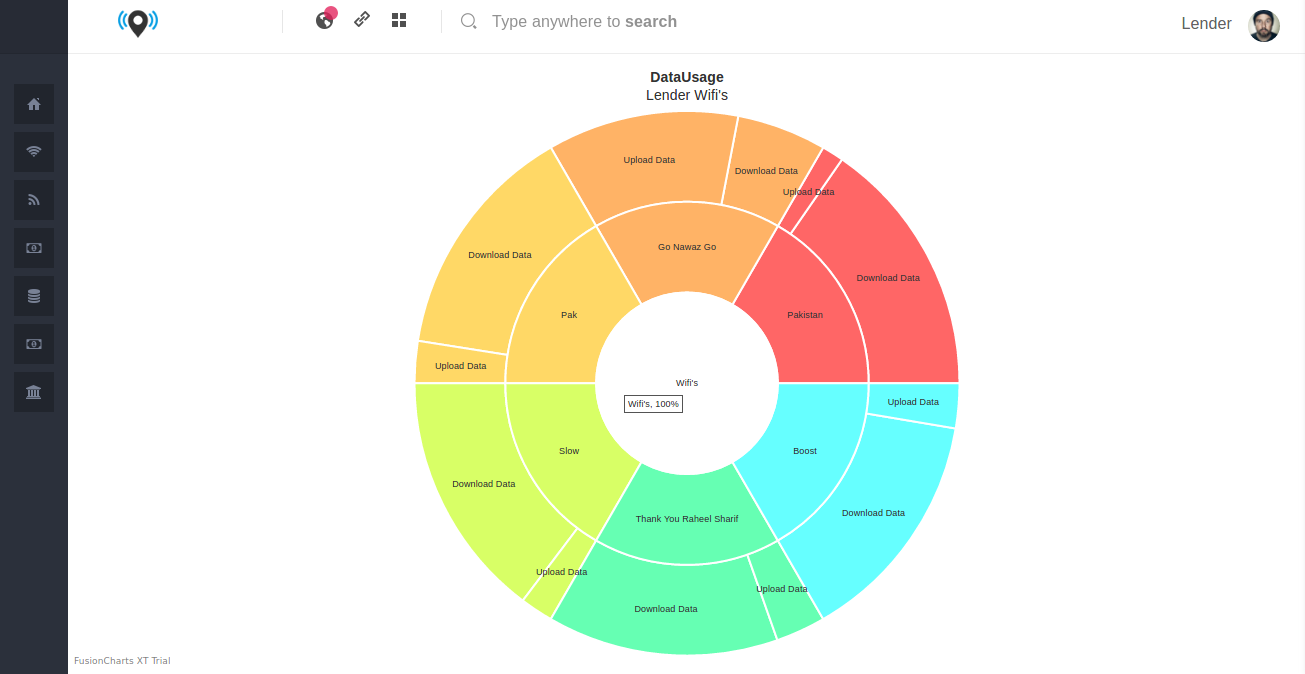 Type anywhere to search
Lender
DataUsage
Lender Wifi's
Upload Data
Download Data
Upload Data
Go Nawaz Go
Download Data
Download Data
Pak
Pakistan
Upload Data
Wifi's
Wifi's, 100%
Upload Data
Slow
Boost
Download Data
Download Data
Thank You Raheel Sharif
Upload Data
Upload Data
Download Data
FusionCharts XT Trial